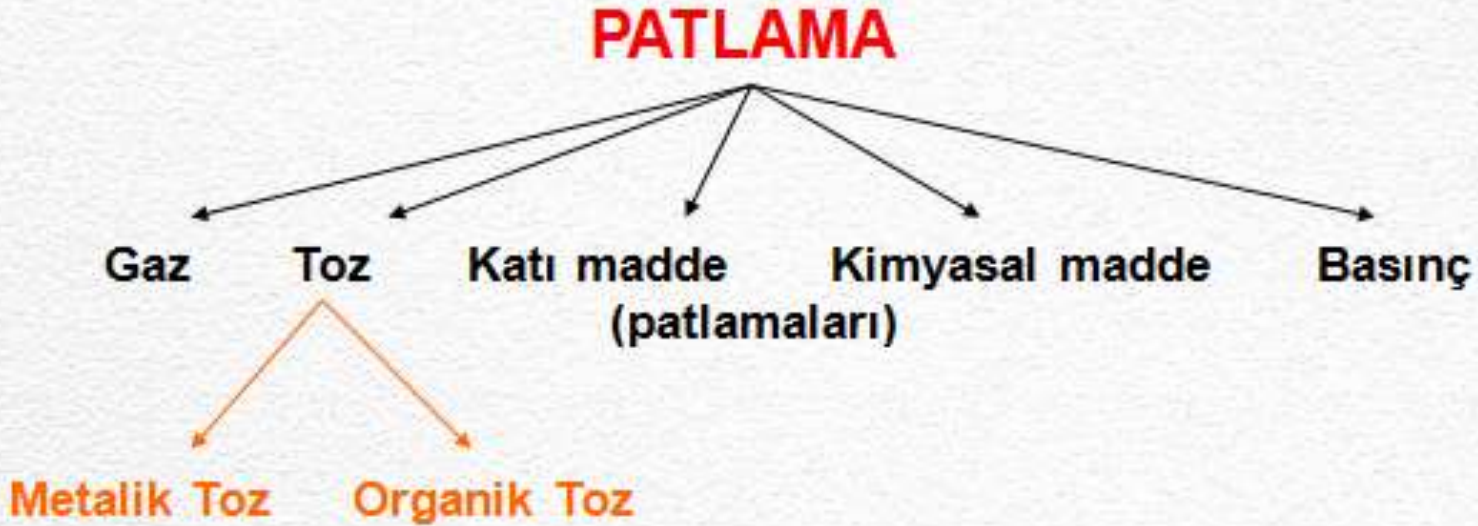 PATLAMA
Gaz Toz Katı madde Kimyasal madde Basınç
(patlamaları)
Metalik Toz Organik Toz